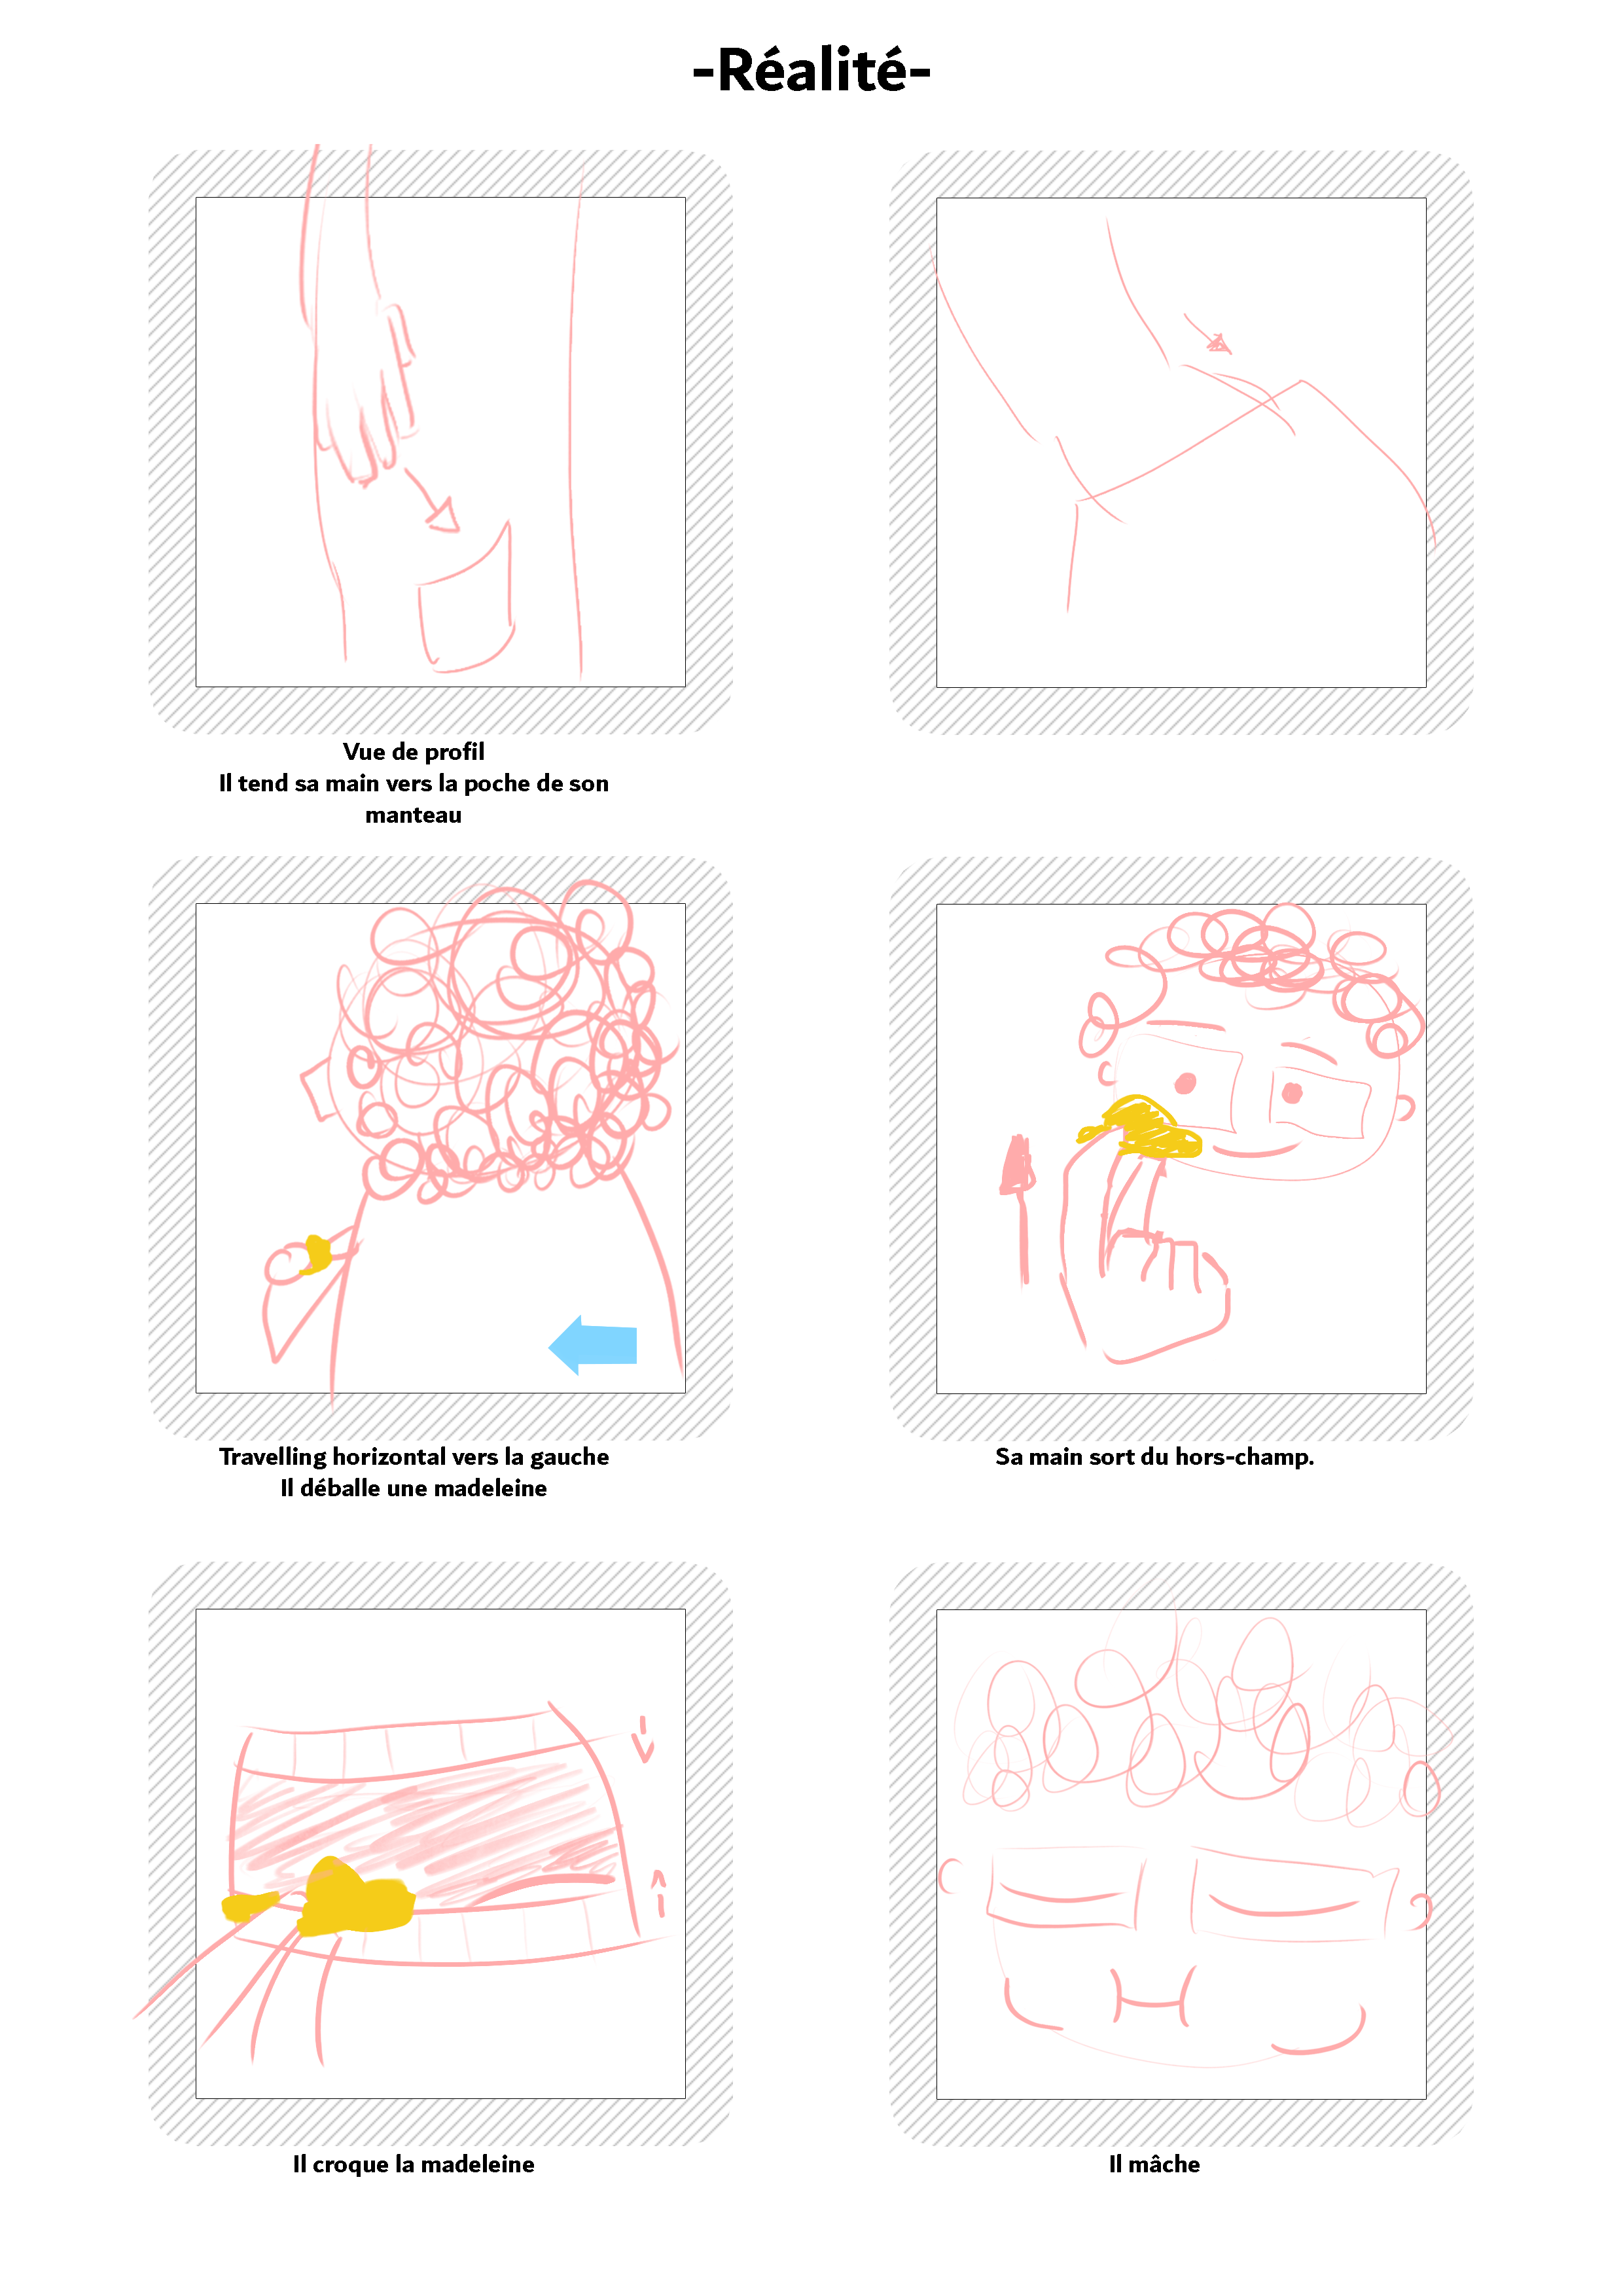 -Réalité-
Vue de profil
Il tend sa main vers la poche de son
manteau
Travelling horizontal vers la gauche
Il déballe une madeleine
Sa main sort du hors-champ.
Il croque la madeleine
Il mâche